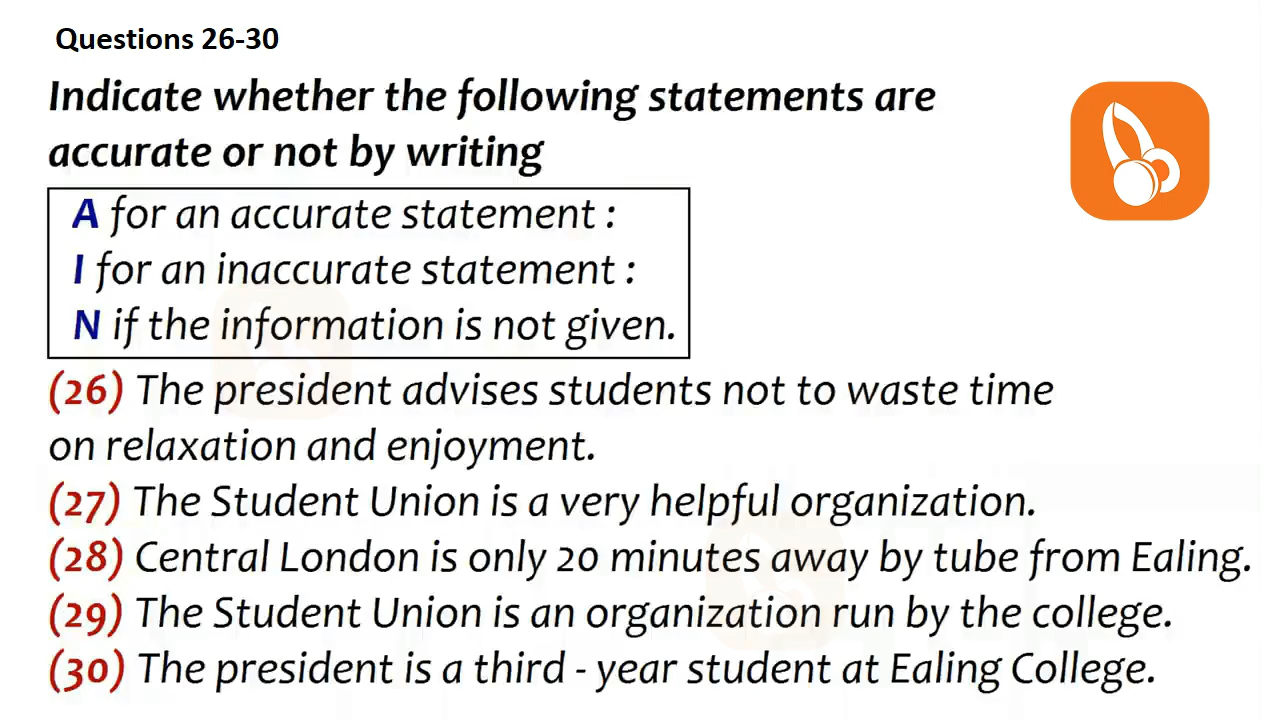 Questions 26-30
Indicate whether the following statements are
accurate or not by writing
A for an accurate statement :
I for an inaccurate statement :
N if the information is not given.
(26) The president advises students not to waste time
on relaxation and enjoyment.
(27) The Student Union is a very helpful organization.
(28) Central London is only 20 minutes away by tube from Ealing.
(29) The Student Union is an organization run by the college.
(30) The president is a third - year student at Ealing College.